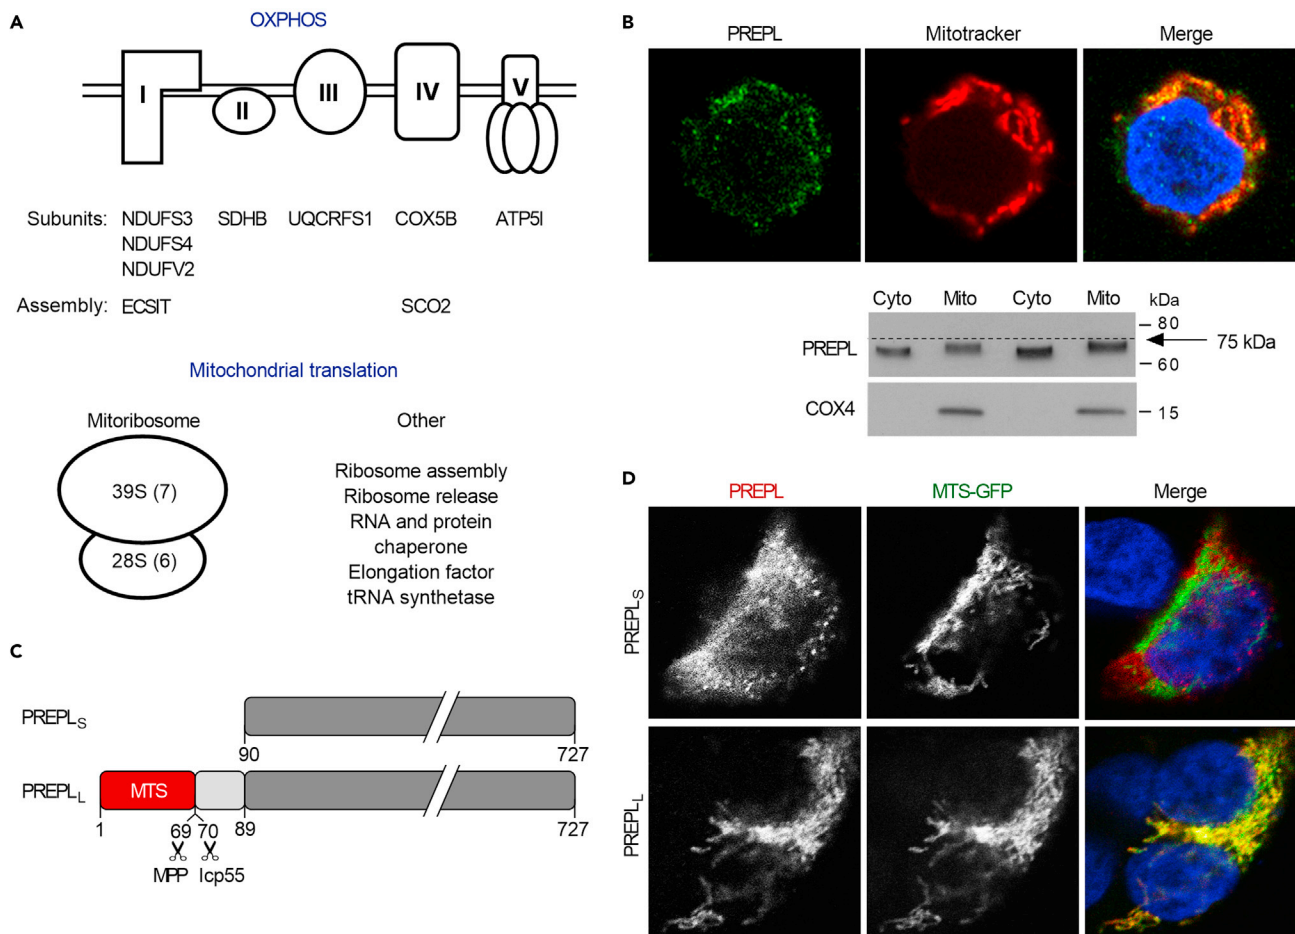 A
OXPHOS
I
II
III
IV
V
Subunits: NDUFS3 SDHB UQCRFS1 COX5B ATP5I
NDUFS4
NDUFV2
Assembly: ECSIT SCO2
Mitochondrial translation
Mitoribosome
39S (7)
28S (6)
Other
Ribosome assembly
Ribosome release
RNA and protein
chaperone
Elongation factor
tRNA synthetase
B
PREPL Mitotracker Merge
Cyto Mito Cyto Mito kDa
80
75 kDa
PREPL
60
COX4
15
C
PREPLS
90 727
PREPLL
MTS
1 69 70 89 727
MPP Icp55
D
PREPL MTS-GFP Merge
PREPLS
PREPLL